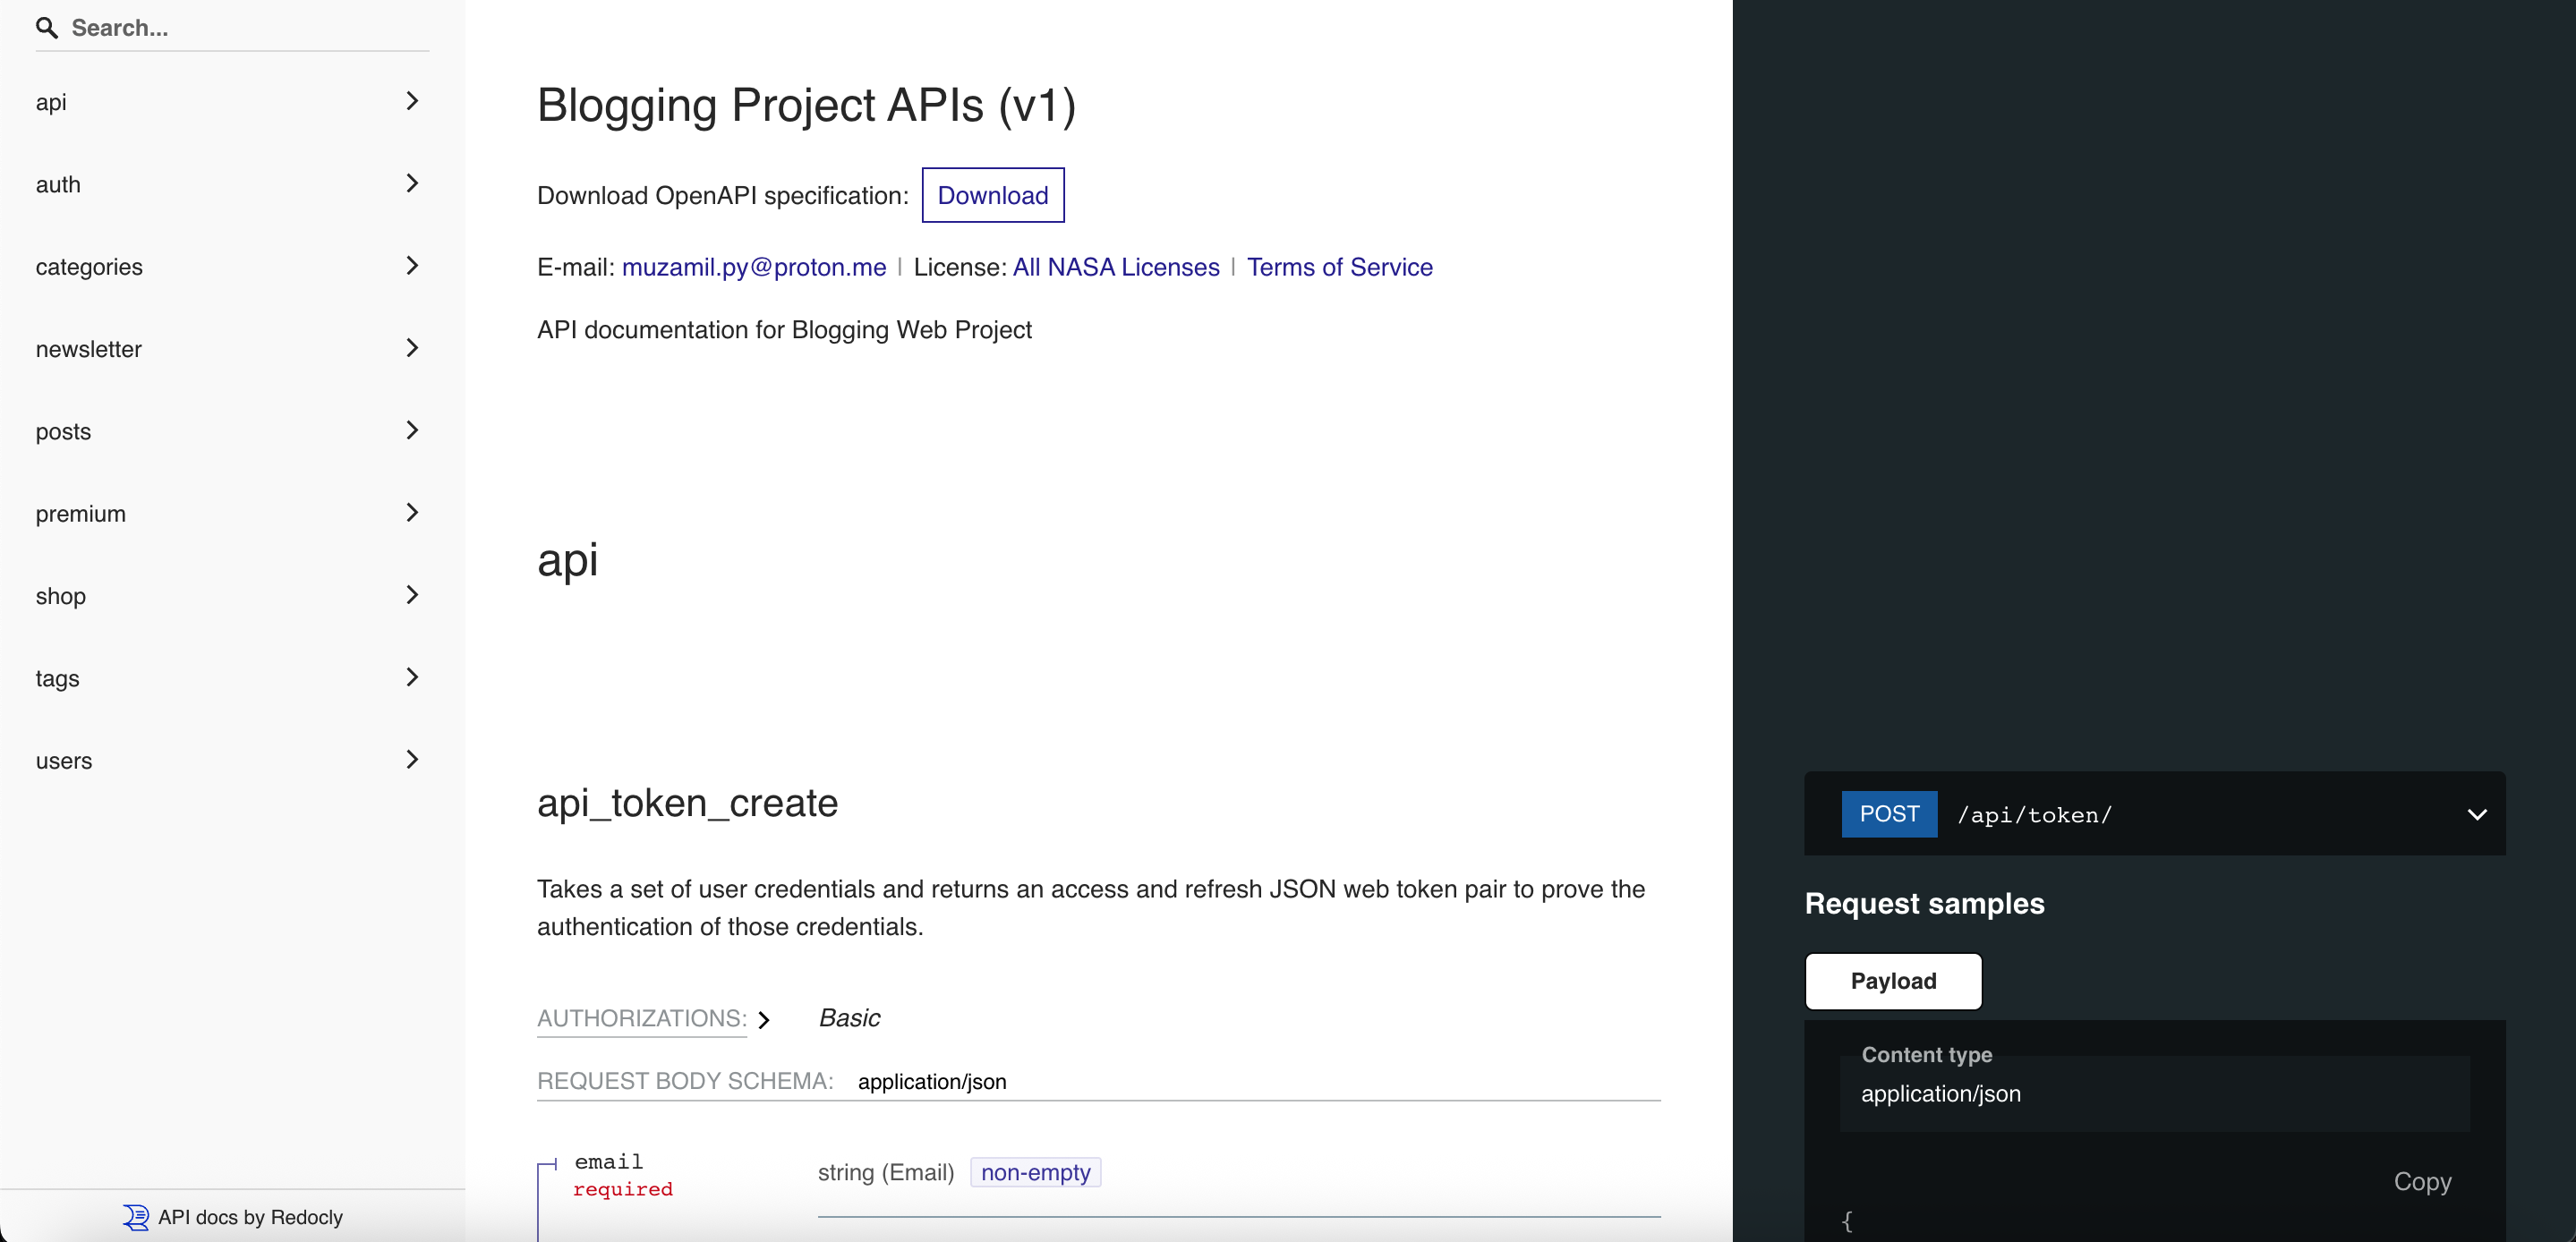 Search...
api
auth
categories
newsletter
posts
premium
shop
tags
users
API docs by Redocly
Blogging Project APIs (v1)
Download OpenAPI specification: Download
E-mail: muzamil.py@proton.me | License: All NASA Licenses | Terms of Service
API documentation for Blogging Web Project
api
api_token_create
Takes a set of user credentials and returns an access and refresh JSON web token pair to prove the
authentication of those credentials.
AUTHORIZATIONS: Basic
REQUEST BODY SCHEMA: application/json
email string (Email) non-empty
required
POST /api/token/
Request samples
Payload
Content type
application/json
Copy
{